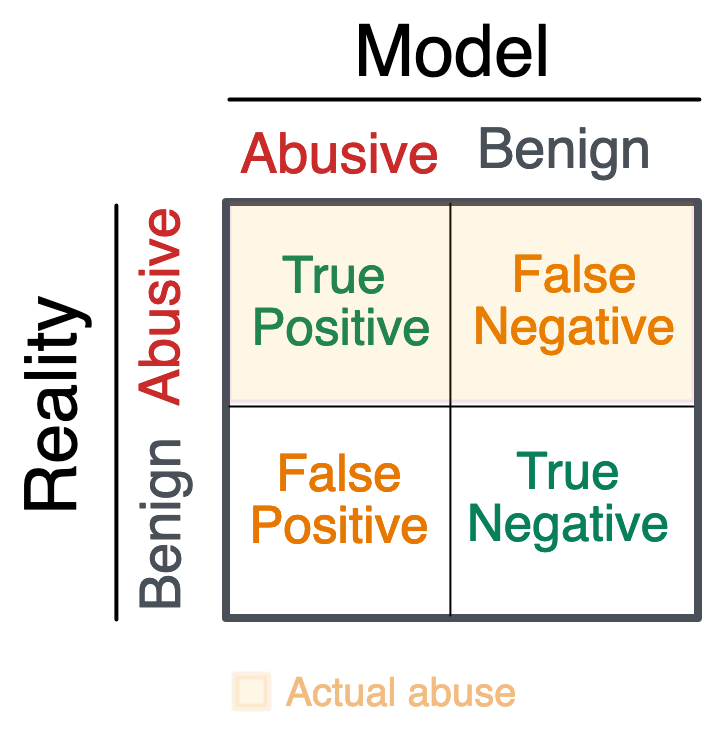 Model
Abusive Benign
Reality
Abusive
Benign
True
Positive
False
Negative
False
Positive
True
Negative
Actual abuse